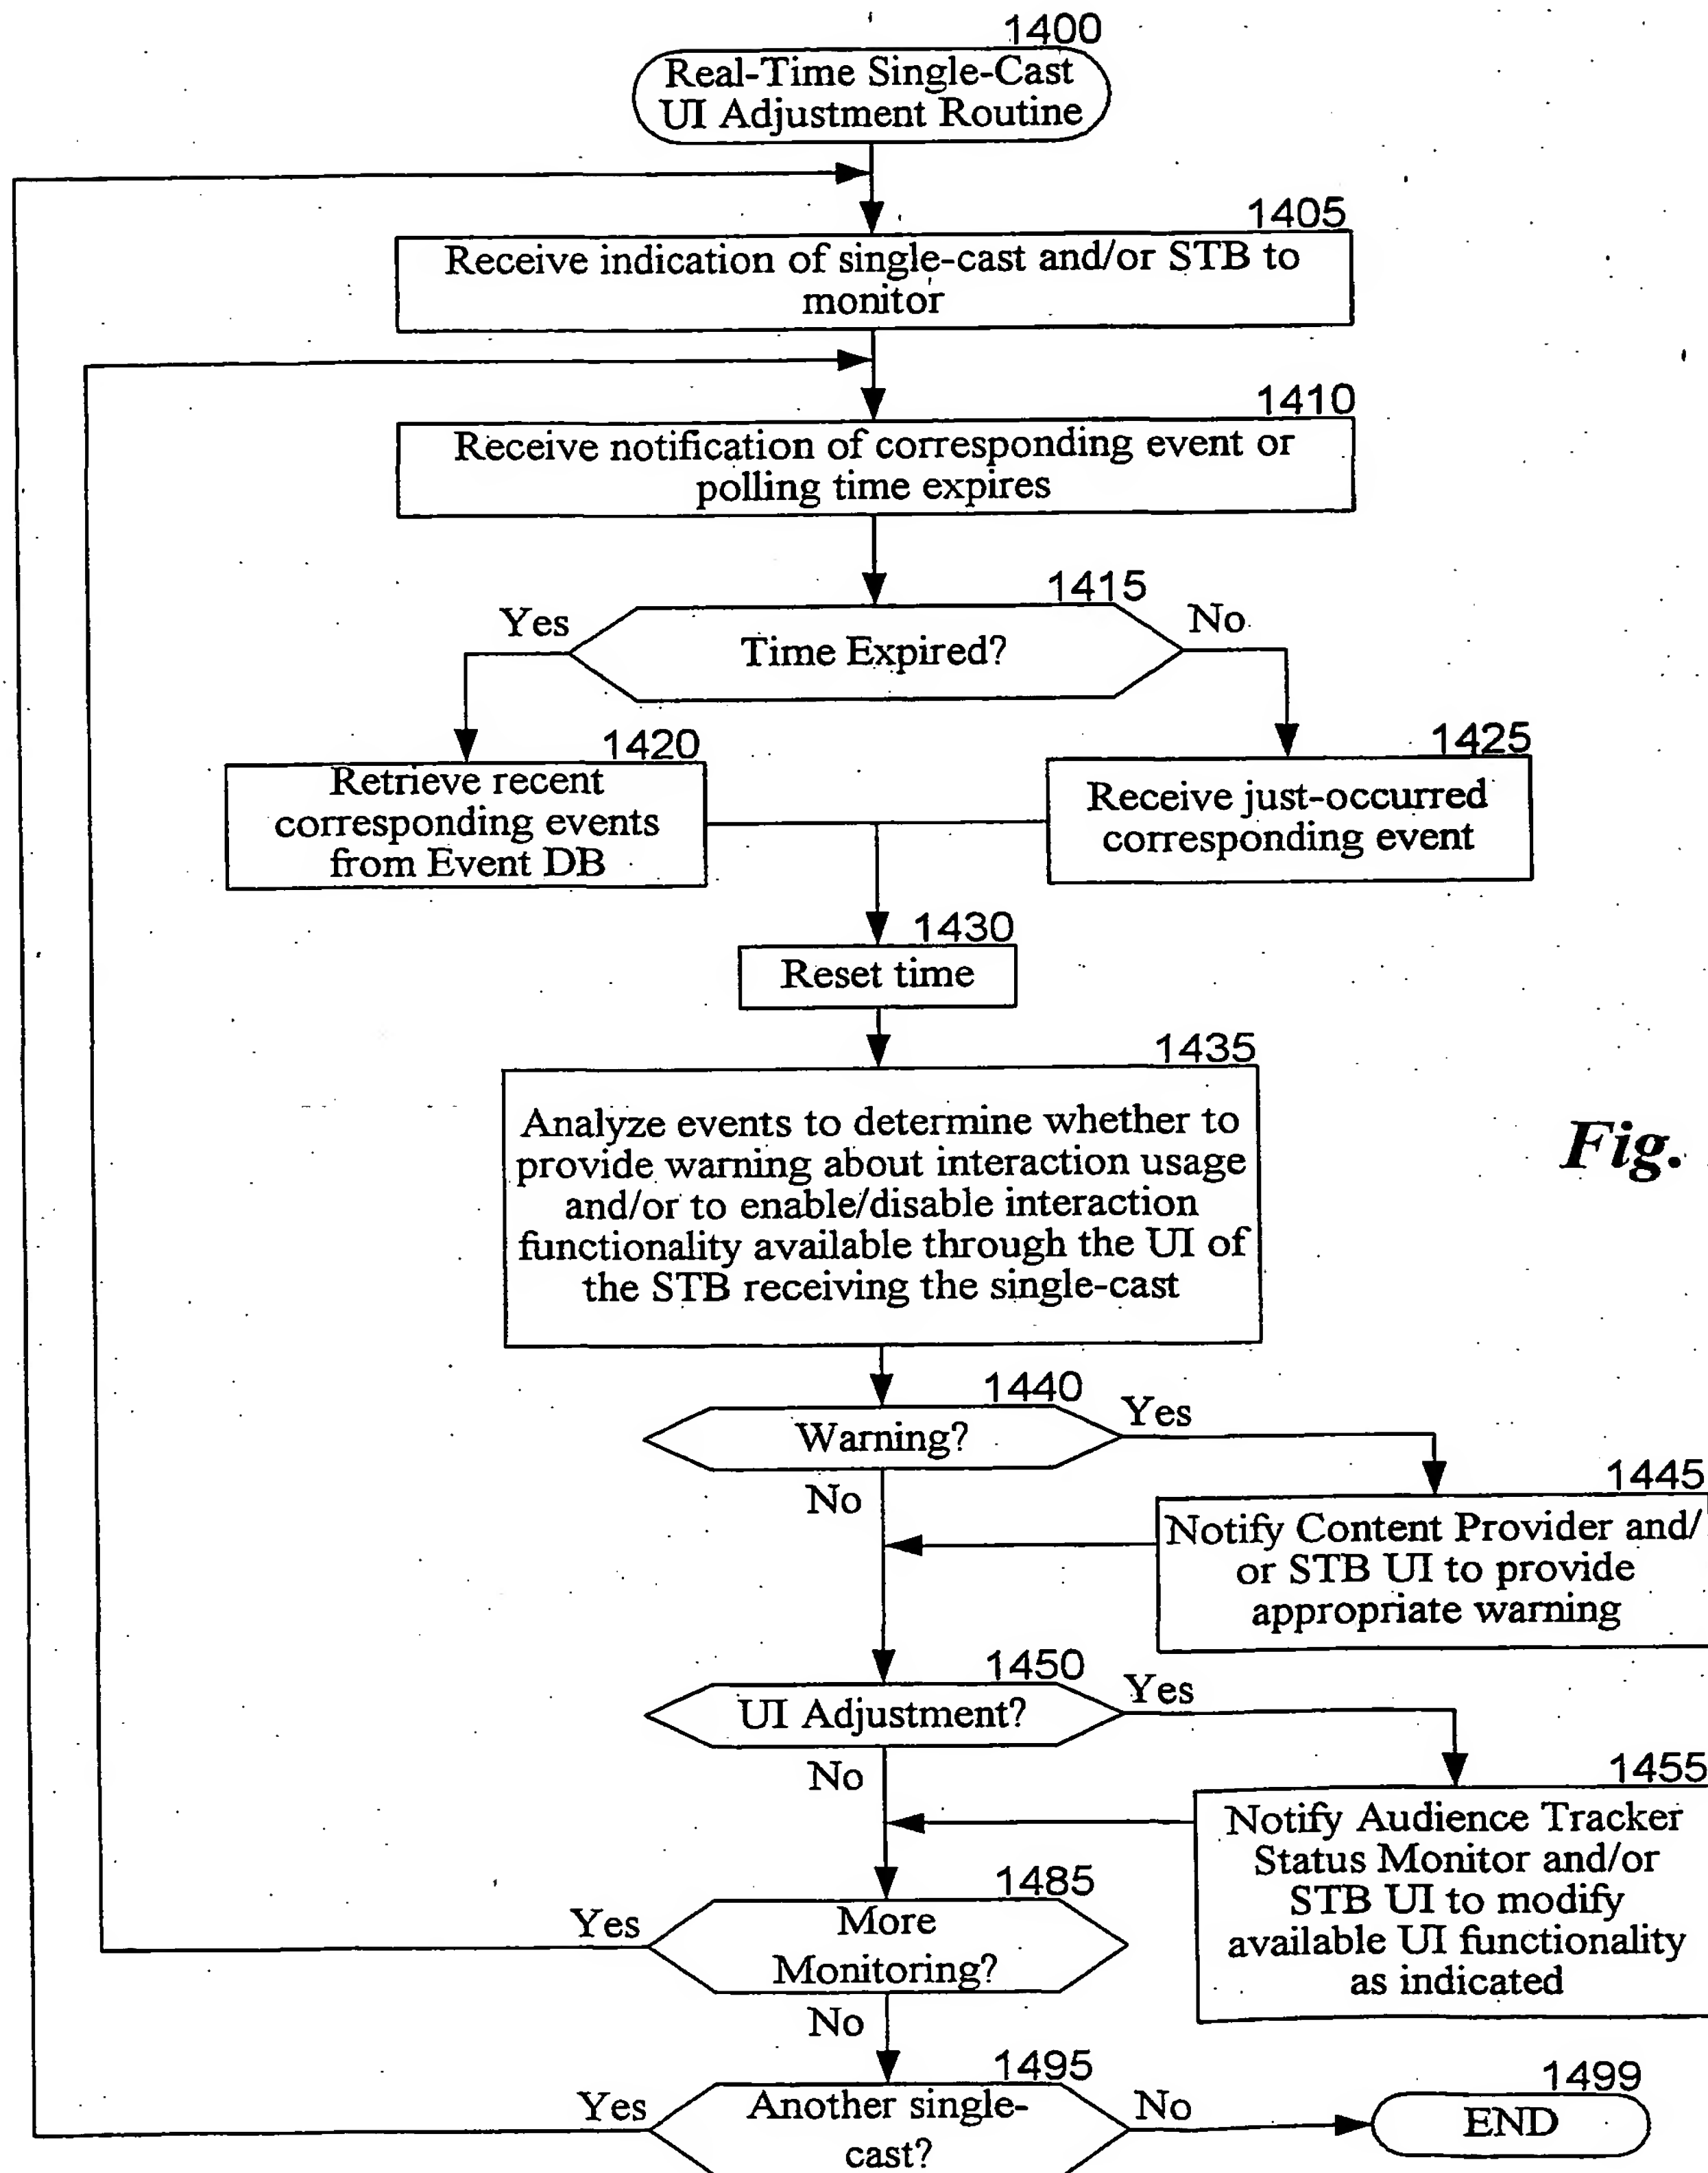 1400
Real-Time Single-Cast
UI Adjustment Routine
1405
Receive indication of single-cast and/or STB to
monitor
1410
Receive notification of corresponding event or
polling time expires
1415
Yes
Time Expired?
No
1420
Retrieve recent
corresponding events
from Event DB
1425
Receive just-occurred
corresponding event
1430
Reset time
1435
Analyze events to determine whether to
provide warning about interaction usage
and/or to enable/disable interaction
functionality available through the UI of
the STB receiving the single-cast
Fig.
1440
Warning?
Yes
No
1445
Notify Content Provider and/
or STB UI to provide
appropriate warning
1450
UI Adjustment?
Yes
No
1455
Notify Audience Tracker
Status Monitor and/or
STB UI to modify
available UI functionality
as indicated
1485
Yes
More
Monitoring?
No
1495
Yes
Another single-
cast?
No
1499
END